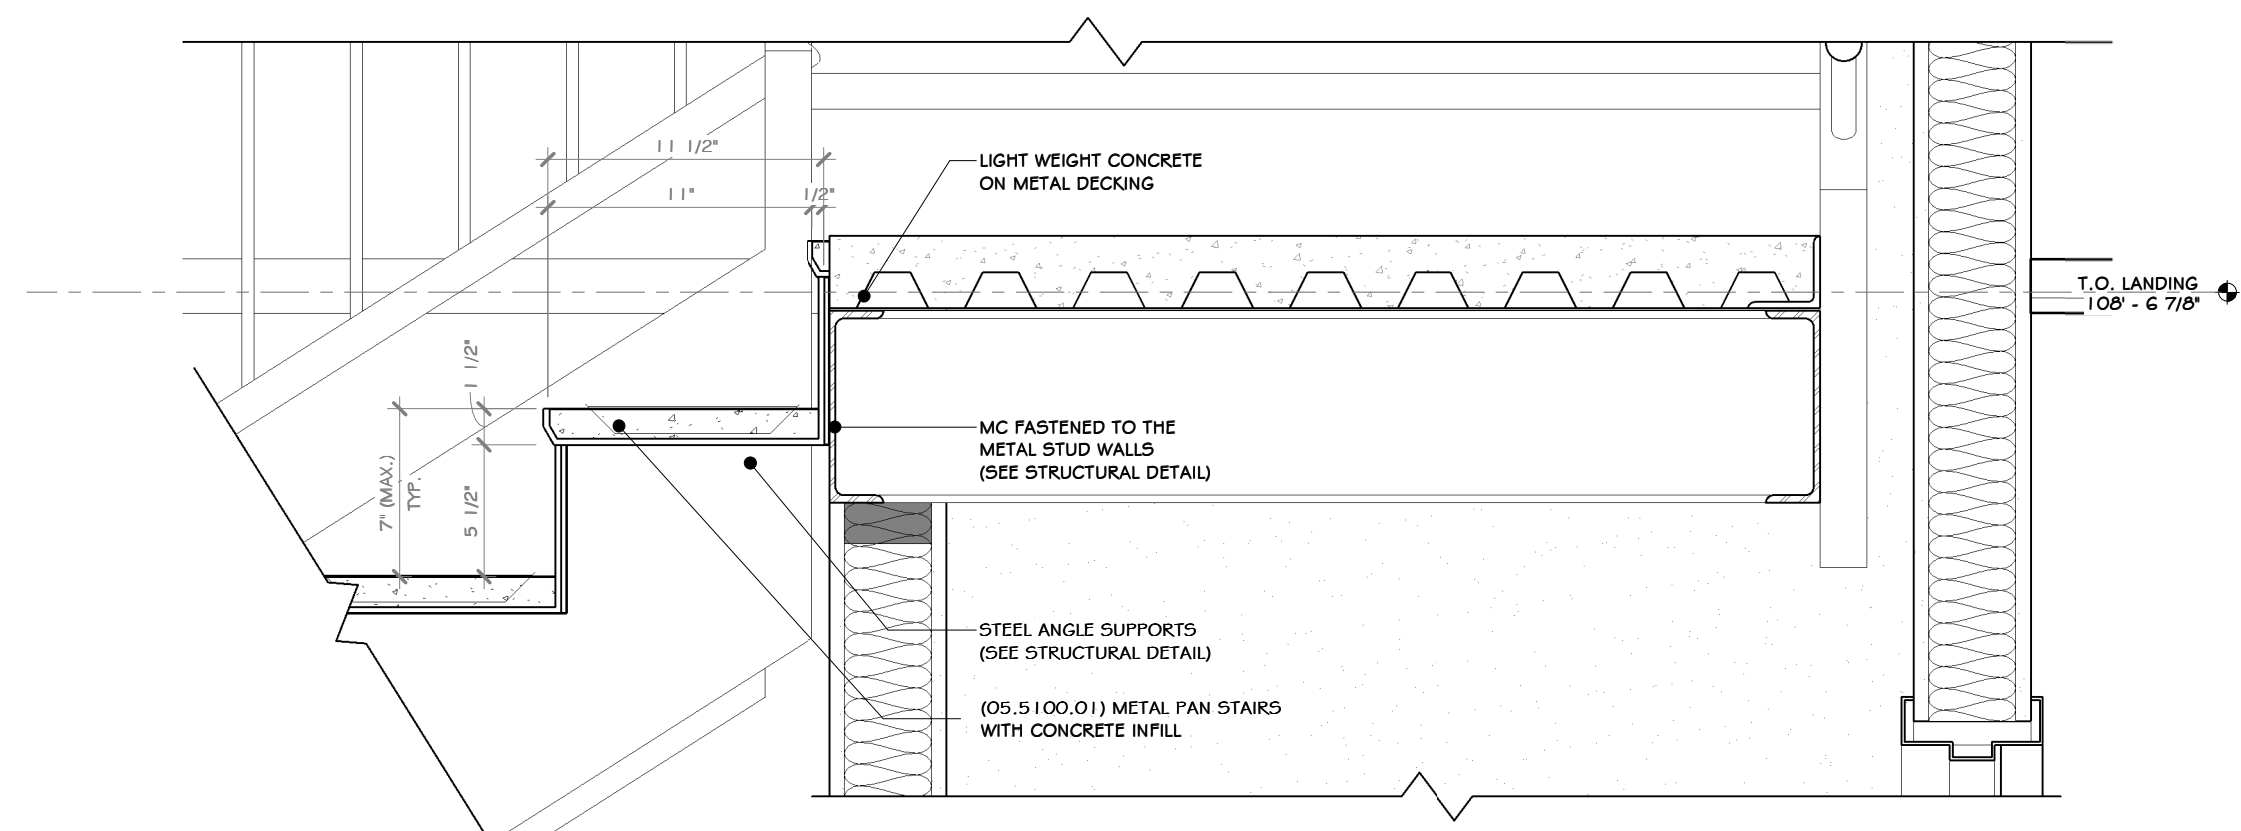 11 1/2"
11"
1/2"
LIGHT WEIGHT CONCRETE
ON METAL DECKING
T.O. LANDING
108' - 6 7/8"
1 1/2"
7" (MAX.)
TYP.
5 1/2"
MC FASTENED TO THE
METAL STUD WALLS
(SEE STRUCTURAL DETAIL)
STEEL ANGLE SUPPORTS
(SEE STRUCTURAL DETAIL)
(05.5100.01) METAL PAN STAIRS
WITH CONCRETE INFILL